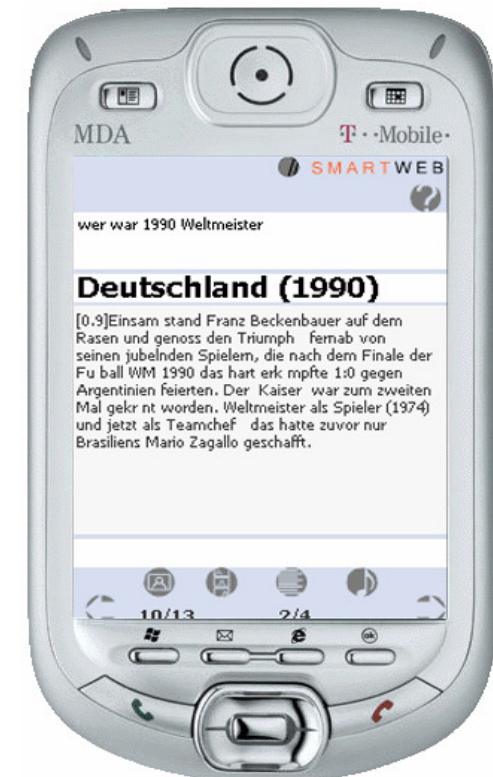 MDA T··Mobile·
SMARTWEB
?
wer war 1990 Weltmeister
Deutschland (1990)
[0.9]Einsam stand Franz Beckenbauer auf dem
Rasen und genoss den Triumph fernab von
seinen jubelnden Spielern, die nach dem Finale der
Fu ball WM 1990 das hart erk mpfte 1:0 gegen
Argentinien feierten. Der Kaiser war zum zweiten
Mal gekr nt worden. Weltmeister als Spieler (1974)
und jetzt als Teamchef das hatte zuvor nur
Brasiliens Mario Zagallo geschafft.
10/13 2/4
ok